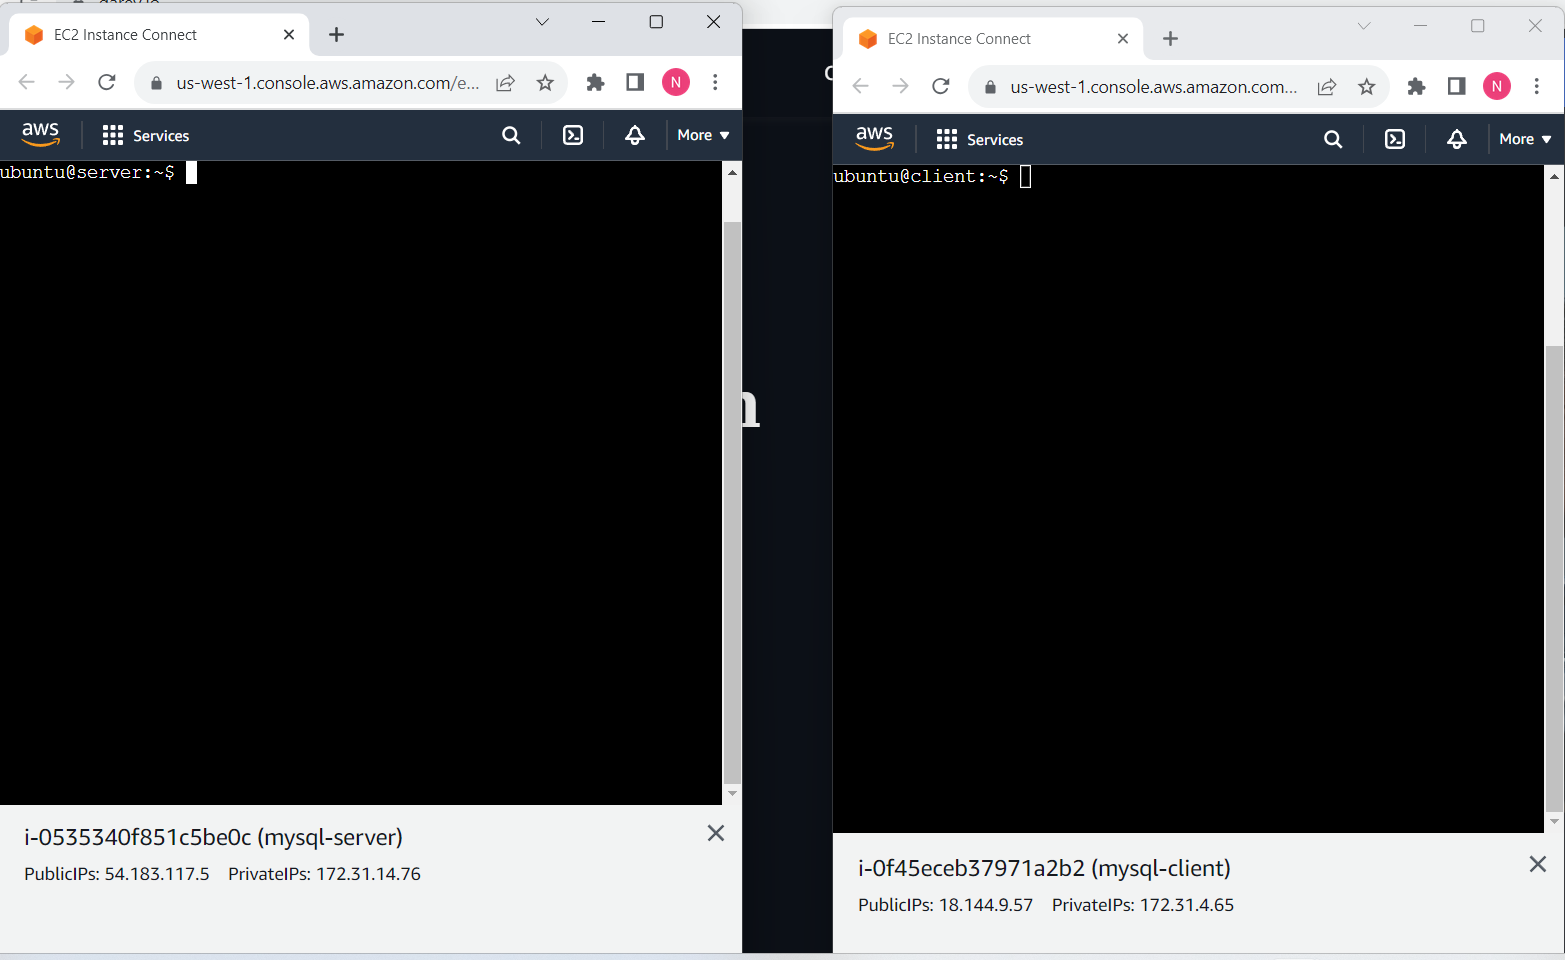 EC2 Instance Connect
us-west-1.console.aws.amazon.com/e...
N
aws
Services
More
ubuntu@server:~$
i-0535340f851c5be0c (mysql-server)
PublicIPs: 54.183.117.5 PrivateIPs: 172.31.14.76
EC2 Instance Connect
us-west-1.console.aws.amazon.com...
N
aws
Services
More
ubuntu@client:~$
i-0f45eceb37971a2b2 (mysql-client)
PublicIPs: 18.144.9.57 PrivateIPs: 172.31.4.65